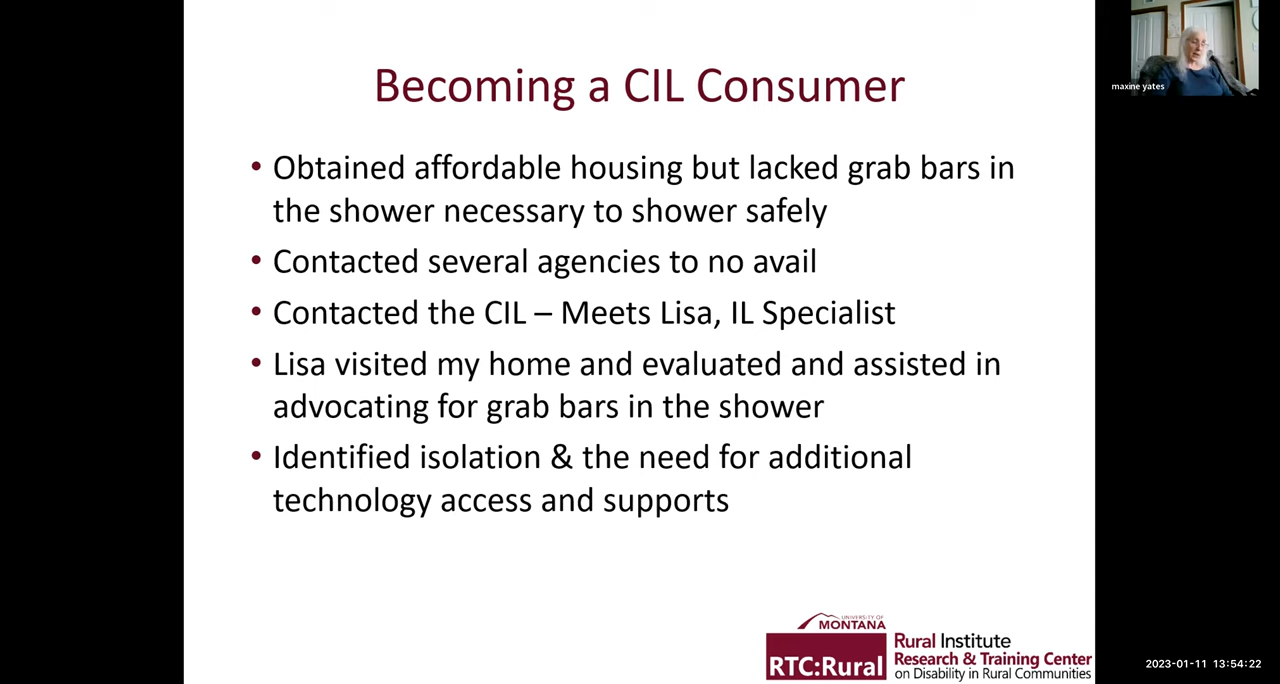 Becoming a CIL Consumer
maxine yates
• Obtained affordable housing but lacked grab bars in
the shower necessary to shower safely
• Contacted several agencies to no avail
• Contacted the CIL – Meets Lisa, IL Specialist
• Lisa visited my home and evaluated and assisted in
advocating for grab bars in the shower
• Identified isolation & the need for additional
technology access and supports
UNIVERSITY OF
MONTANA
RTC:Rural
Rural Institute
Research & Training Center
on Disability in Rural Communities
2023-01-11 13:54:22